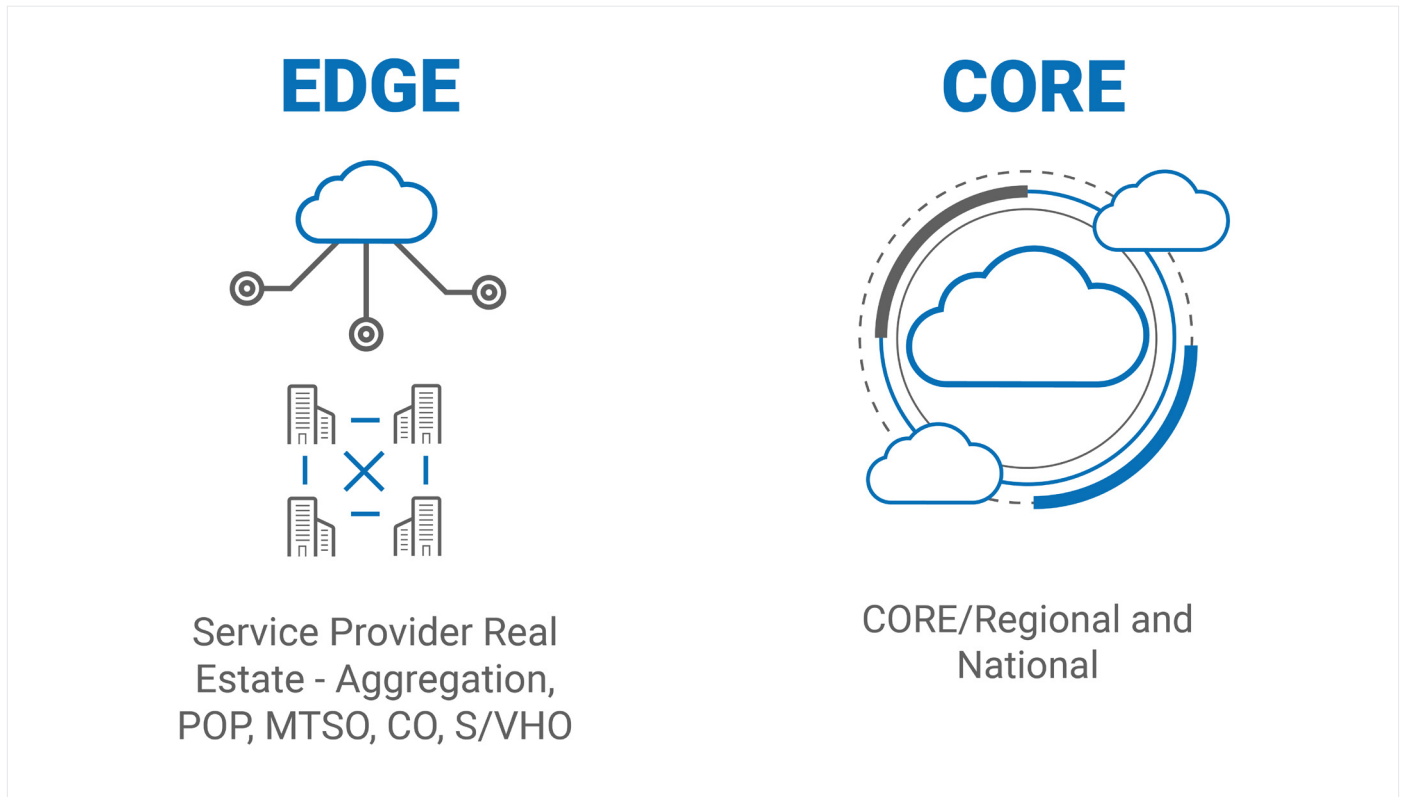 EDGE
Service Provider Real
Estate - Aggregation,
POP, MTSO, CO, S/VHO
CORE
CORE/Regional and
National